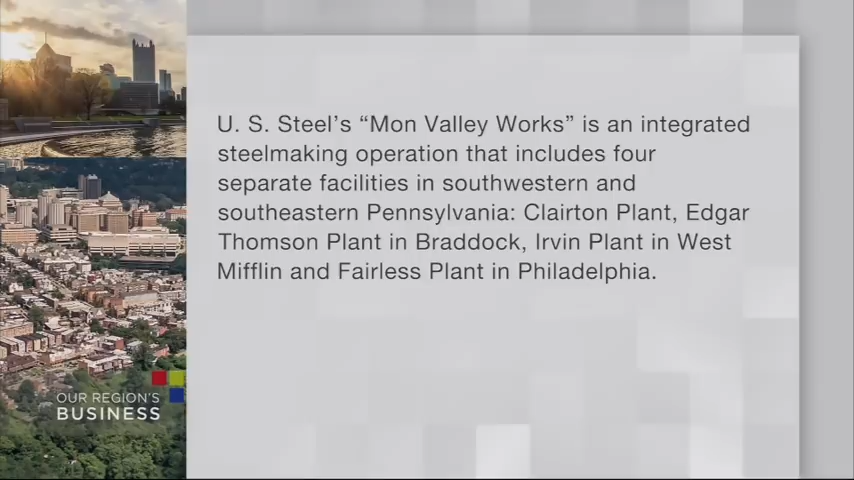 U. S. Steel's “Mon Valley Works” is an integrated
steelmaking operation that includes four
separate facilities in southwestern and
southeastern Pennsylvania: Clairton Plant, Edgar
Thomson Plant in Braddock, Irvin Plant in West
Mifflin and Fairless Plant in Philadelphia.
OUR REGION'S
BUSINESS